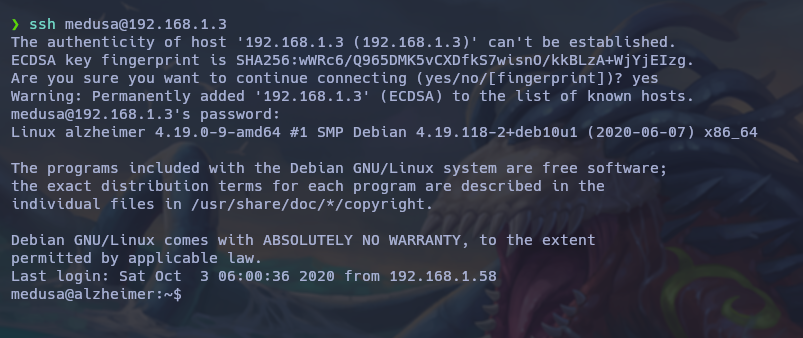 ❯ ssh medusa@192.168.1.3
The authenticity of host '192.168.1.3 (192.168.1.3)' can't be established.
ECDSA key fingerprint is SHA256:wWRc6/Q965DMK5vCXDfkS7wisnO/kkBLzA+WjYjEIzg.
Are you sure you want to continue connecting (yes/no/[fingerprint])? yes
Warning: Permanently added '192.168.1.3' (ECDSA) to the list of known hosts.
medusa@192.168.1.3's password:
Linux alzheimer 4.19.0-9-amd64 #1 SMP Debian 4.19.118-2+deb10u1 (2020-06-07) x86_64
The programs included with the Debian GNU/Linux system are free software;
the exact distribution terms for each program are described in the
individual files in /usr/share/doc/*/copyright.
Debian GNU/Linux comes with ABSOLUTELY NO WARRANTY, to the extent
permitted by applicable law.
Last login: Sat Oct  3 06:00:36 2020 from 192.168.1.58
medusa@alzheimer:~$